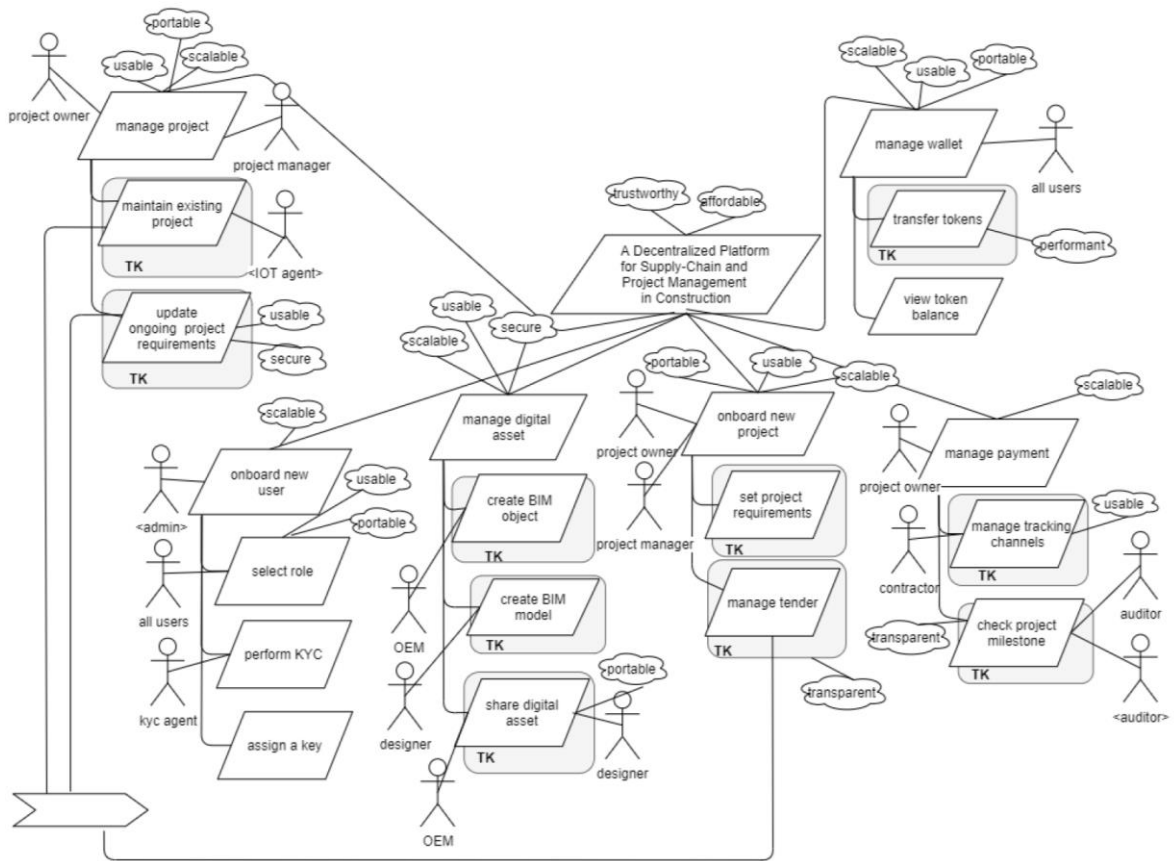 portable
usable
scalable
project owner
manage project
project manager
maintain existing
project
TK
<IOT agent>
update
ongoing project
requirements
usable
secure
TK
scalable
usable
portable
manage wallet
all users
transfer tokens
performant
TK
view token
balance
trustworthy
affordable
A Decentralized Platform
for Supply-Chain and
Project Management
in Construction
scalable
onboard new
user
<admin>
usable
portable
select role
all users
perform KYC
kyc agent
assign a key
usable
scalable
secure
manage digital
asset
create BIM
object
TK
OEM
create BIM
model
TK
designer
share digital
asset
TK
portable
designer
OEM
portable
usable
scalable
project owner
onboard new
project
project manager
set project
requirements
TK
manage tender
TK
transparent
scalable
manage payment
project owner
manage tracking
channels
TK
usable
contractor
check project
milestone
TK
transparent
auditor
<auditor>